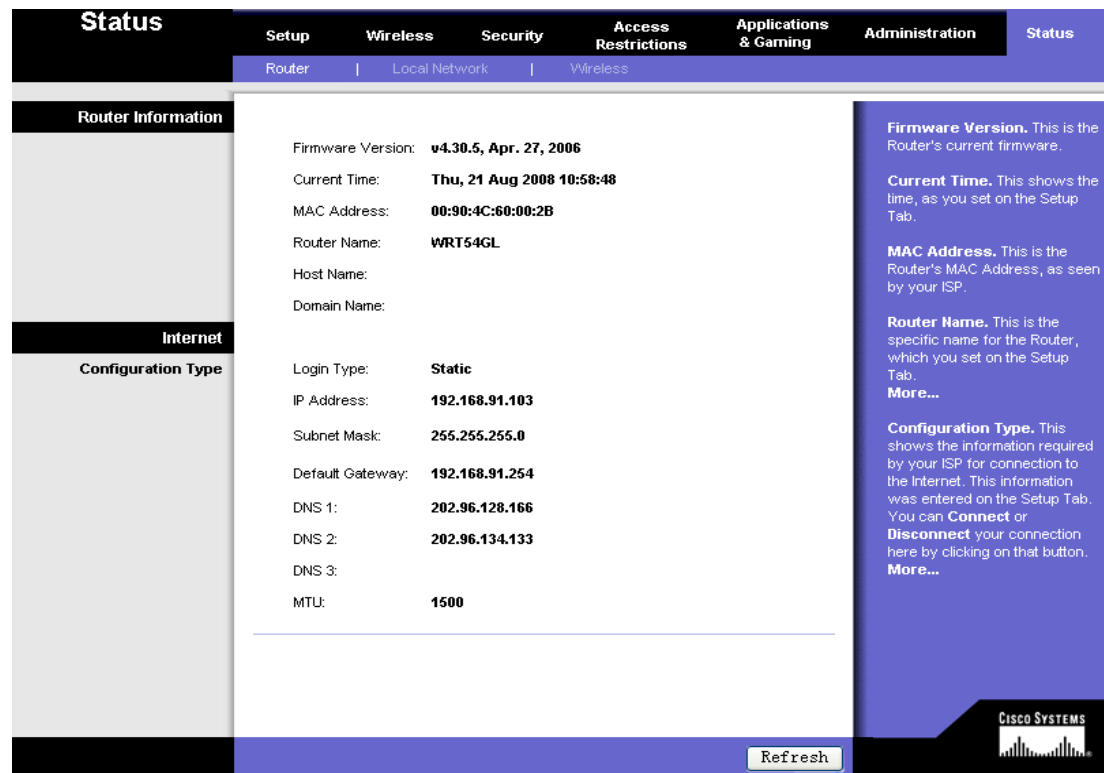 Status
Setup
Wireless
Security
Access
Restrictions
Applications
& Gaming
Administration
Status
Router | Local Network | Wireless
Router Information
Firmware Version: v4.30.5, Apr. 27, 2006
Current Time: Thu, 21 Aug 2008 10:58:48
MAC Address: 00:90:4C:60:00:2B
Router Name: WRT54GL
Host Name:
Domain Name:
Internet
Configuration Type
Login Type: Static
IP Address: 192.168.91.103
Subnet Mask: 255.255.255.0
Default Gateway: 192.168.91.254
DNS 1: 202.96.128.166
DNS 2: 202.96.134.133
DNS 3:
MTU: 1500
Firmware Version. This is the
Router's current firmware.
Current Time. This shows the
time, as you set on the Setup
Tab.
MAC Address. This is the
Router's MAC Address, as seen
by your ISP.
Router Name. This is the
specific name for the Router,
which you set on the Setup
Tab.
More...
Configuration Type. This
shows the information required
by your ISP for connection to
the Internet. This information
was entered on the Setup Tab.
You can Connect or
Disconnect your connection
here by clicking on that button.
More...
Refresh
CISCO SYSTEMS